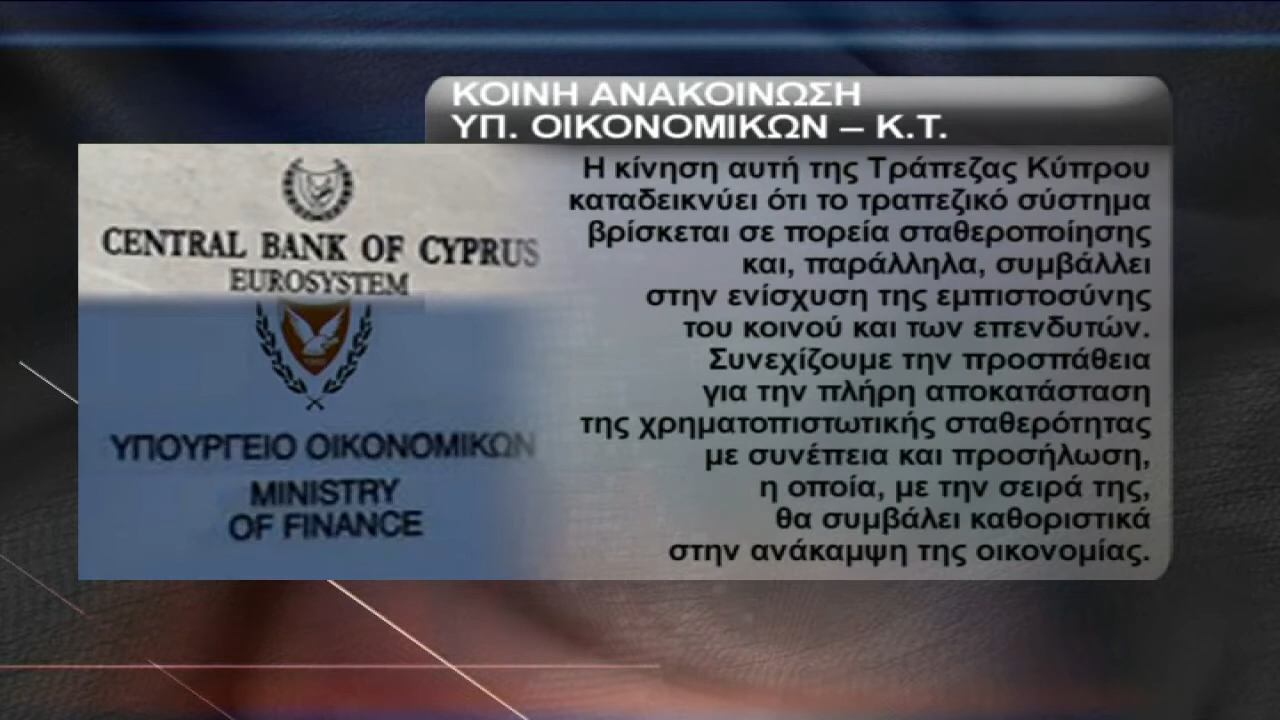 ΚΟΙΝΗ ΑΝΑΚΟΙΝΩΣΗ
ΥΠ. ΟΙΚΟΝΟΜΙΚΩΝ – Κ.Τ.
CENTRAL BANK OF CYPRUS
EUROSYSTEM
ΥΠΟΥΡΓΕΙΟ ΟΙΚΟΝΟΜΙΚΩΝ
MINISTRY
OF FINANCE
Η κίνηση αυτή της Τράπεζας Κύπρου
καταδεικνύει ότι το τραπεζικό σύστημα
βρίσκεται σε πορεία σταθεροποίησης
και, παράλληλα, συμβάλλει
στην ενίσχυση της εμπιστοσύνης
του κοινού και των επενδυτών.
Συνεχίζουμε την προσπάθεια
για την πλήρη αποκατάσταση
της χρηματοπιστωτικής σταθερότητας
με συνέπεια και προσήλωση,
η οποία, με την σειρά της,
θα συμβάλει καθοριστικά
στην ανάκαμψη της οικονομίας.